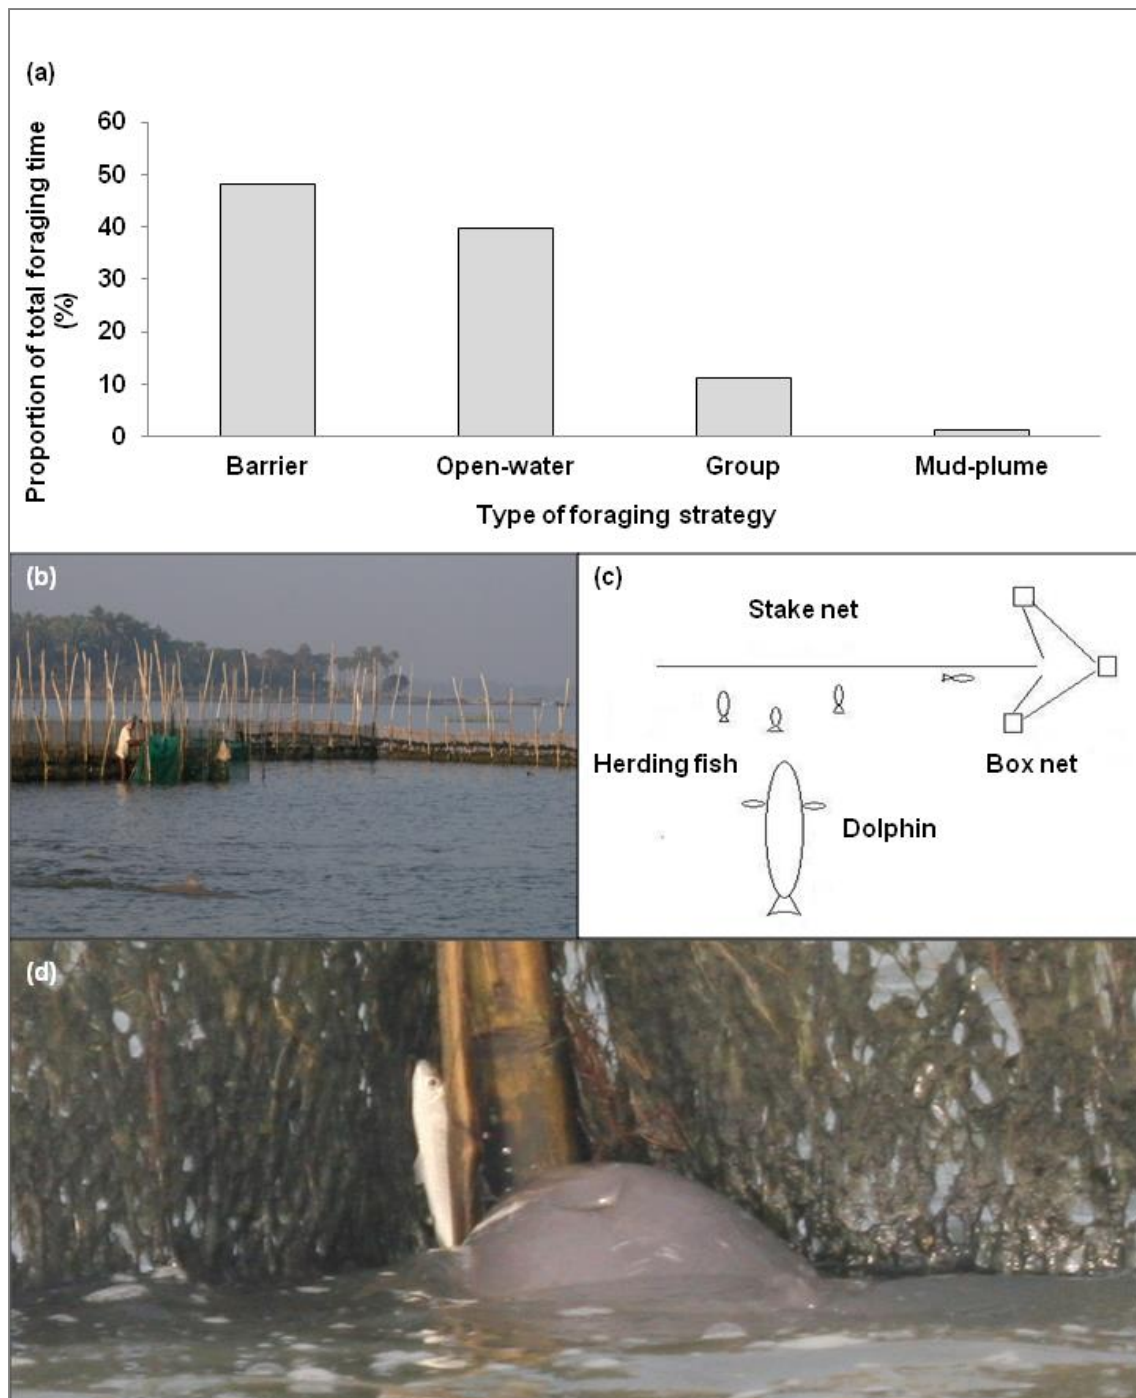 (a)
Proportion of total foraging time
(%)
60
50
40
30
20
10
0
Barrier
Open-water
Group
Mud-plume
Type of foraging strategy
(b)
(c)
Stake net
Herding fish
Box net
Dolphin
(d)